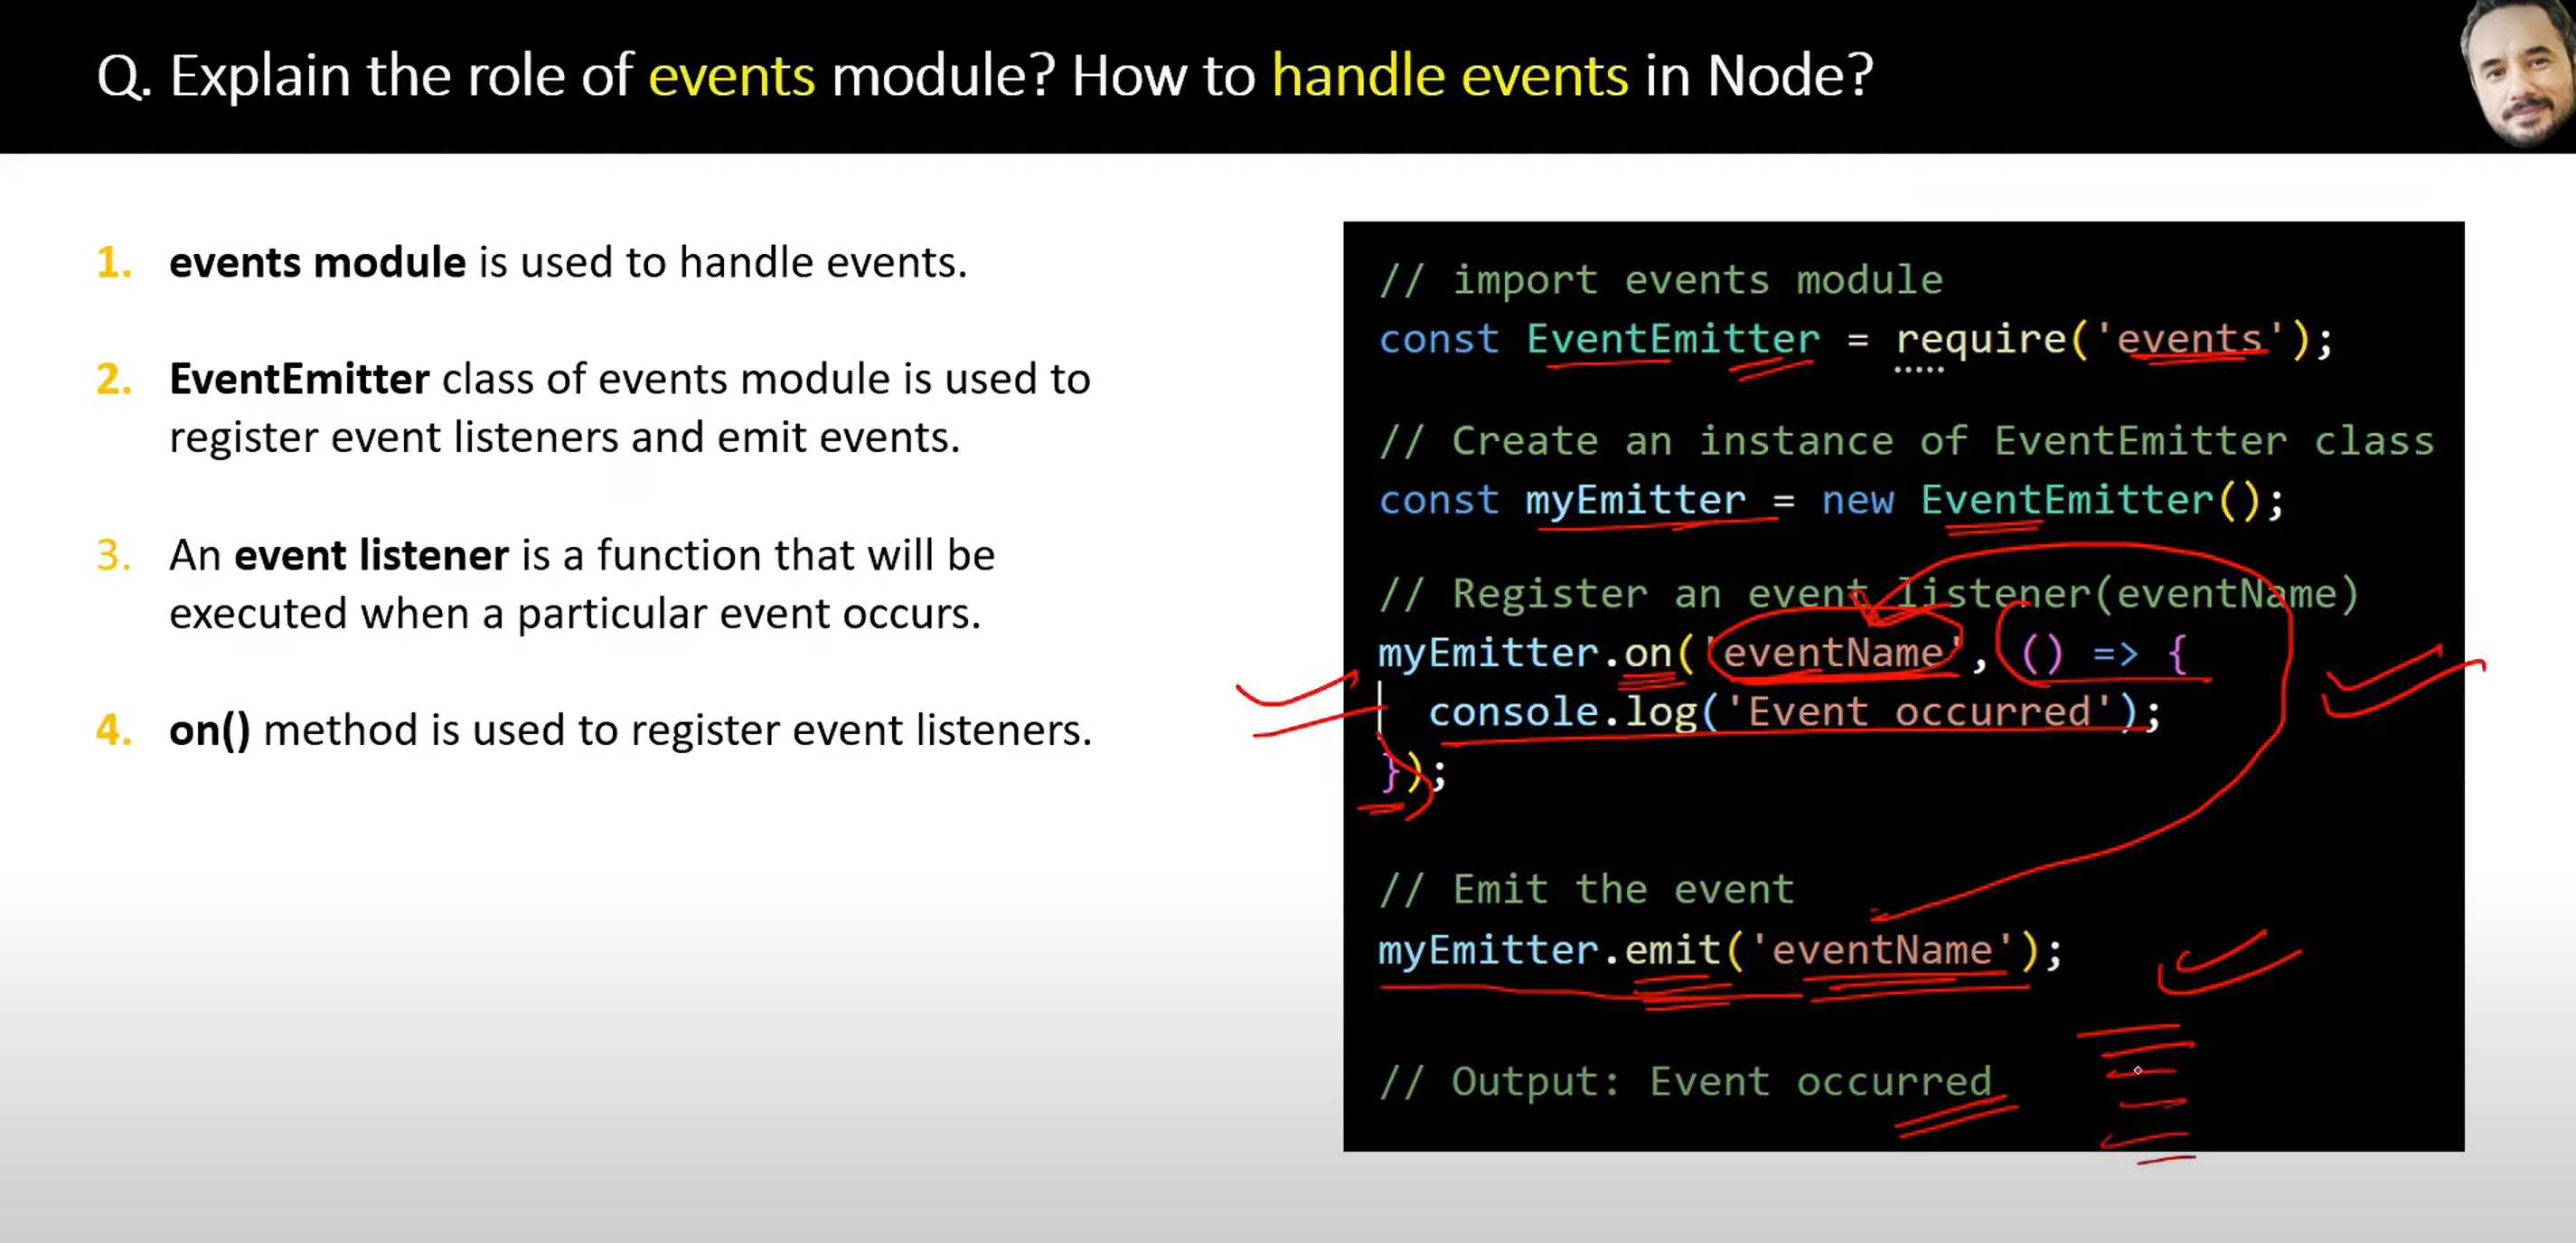 Q. Explain the role of events module? How to handle events in Node?
1. events module is used to handle events.
2. EventEmitter class of events module is used to
register event listeners and emit events.
3. An event listener is a function that will be
executed when a particular event occurs.
4. on() method is used to register event listeners.
// import events module
const EventEmitter = require('events');
// Create an instance of EventEmitter class
const myEmitter = new EventEmitter();
// Register an event listener(eventName)
myEmitter.on('eventName', () => {
console.log('Event occurred');
});
// Emit the event
myEmitter.emit('eventName');
// Output: Event occurred